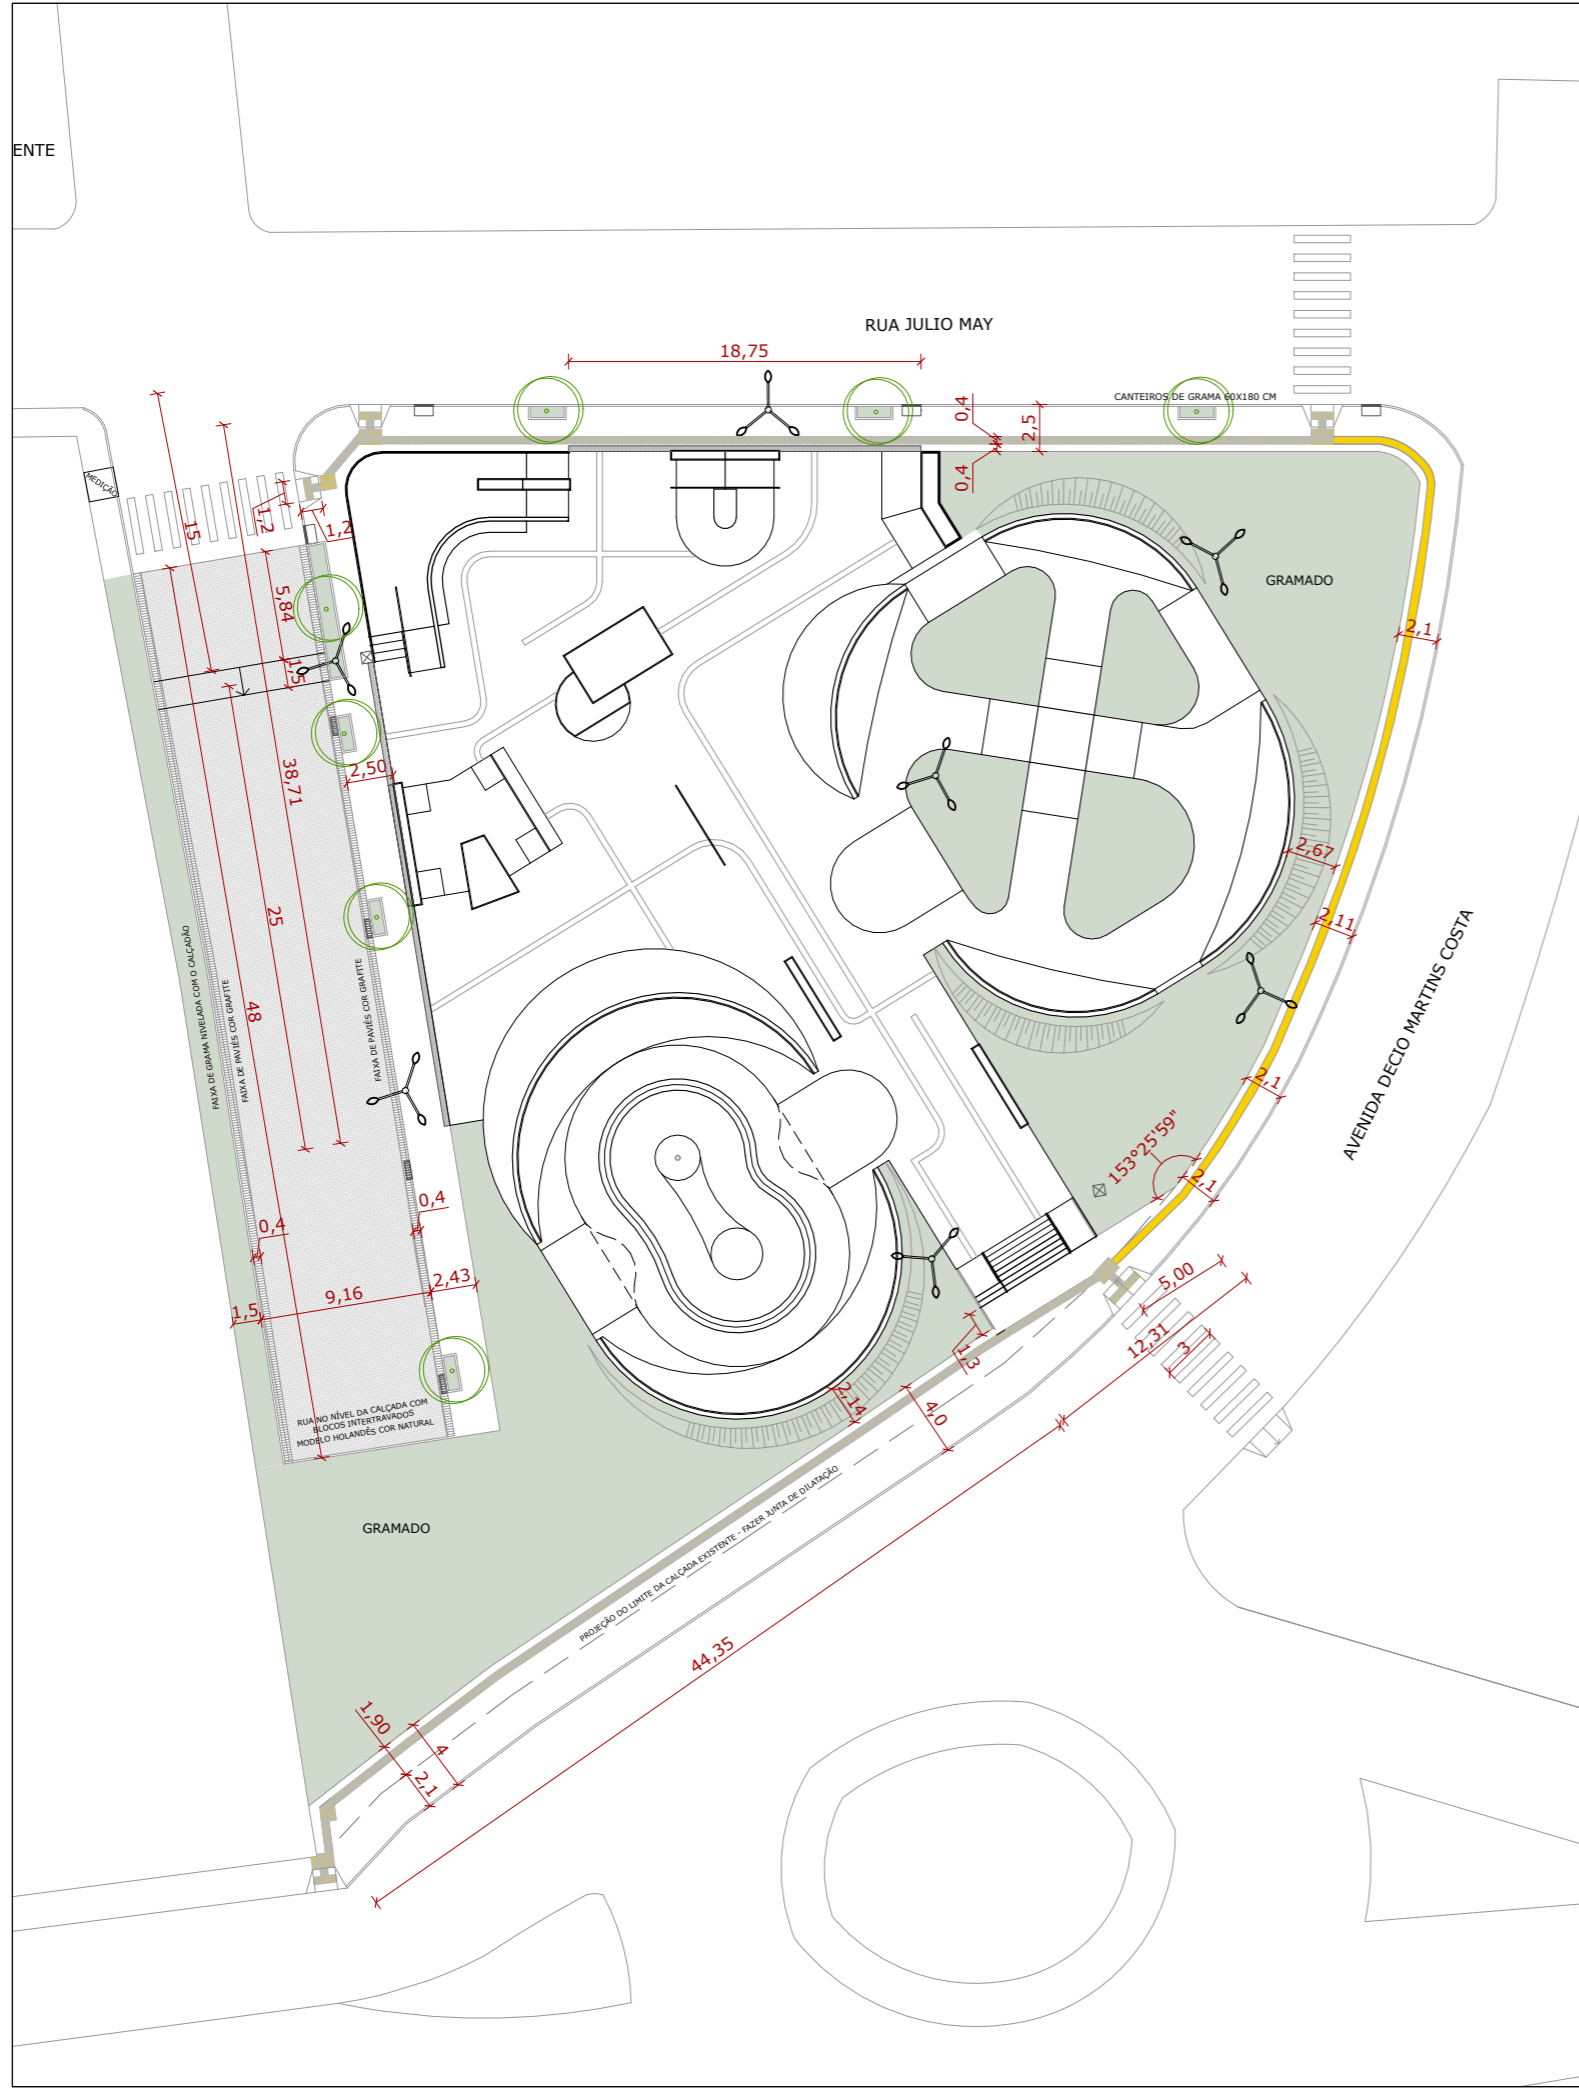 ENTE
RUA JULIO MAY
18,75
CANTEIROS DE GRAMA 60X180 CM
0,4
2,5
0,4
MEDIÇÃO
15
1,2
1,2
5,84
1,5
GRAMADO
2,1
2,50
38,71
2,67
2,11
25
48
FAIXA DE GRAMA NIVELADA COM O CALÇADÃO
FAIXA DE PAVIES COR GRAFITE
FAIXA DE PAVIÉS COR GRAFITE
AVENIDA DECIO MARTINS COSTA
2,1
153°25'59"
2,1
0,4
0,4
9,16
2,43
1,5
5,00
12,31
3
1,3
2,14
4,0
RUA NO NÍVEL DA CALÇADA COM
BLOCOS INTERTRAVADOS
MODELO HOLANDÊS COR NATURAL
GRAMADO
PROJEÇÃO DO LIMITE DA CALÇADA EXISTENTE - FAZER JUNTA DE DILATAÇÃO
44,35
1,90
4
2,1